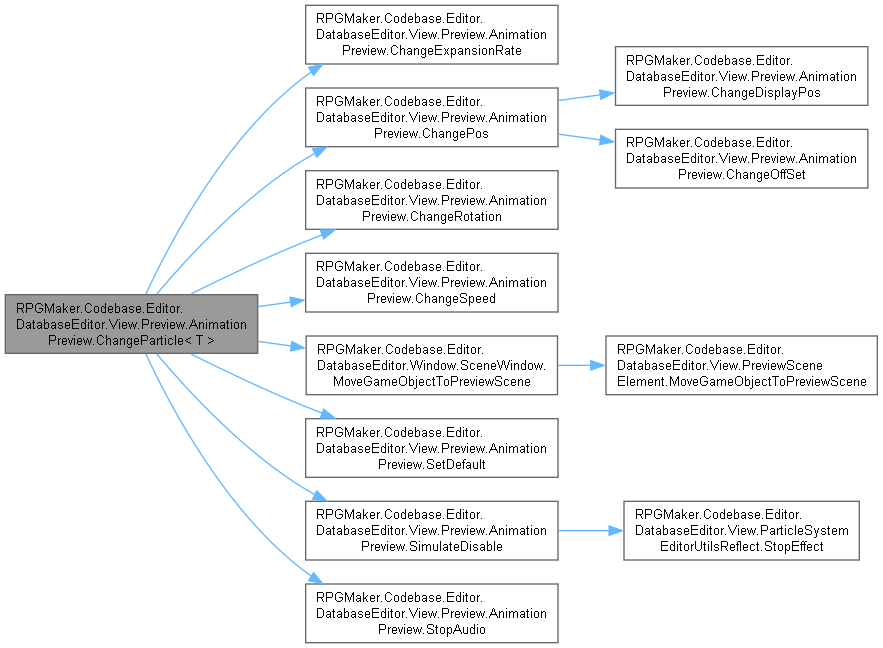 RPGMaker.Codebase.Editor.
DatabaseEditor.View.Preview.Animation
Preview.ChangeParticle< T >
RPGMaker.Codebase.Editor.
DatabaseEditor.View.Preview.Animation
Preview.ChangeExpansionRate
RPGMaker.Codebase.Editor.
DatabaseEditor.View.Preview.Animation
Preview.ChangePos
RPGMaker.Codebase.Editor.
DatabaseEditor.View.Preview.Animation
Preview.ChangeDisplayPos
RPGMaker.Codebase.Editor.
DatabaseEditor.View.Preview.Animation
Preview.ChangeOffSet
RPGMaker.Codebase.Editor.
DatabaseEditor.View.Preview.Animation
Preview.ChangeRotation
RPGMaker.Codebase.Editor.
DatabaseEditor.View.Preview.Animation
Preview.ChangeSpeed
RPGMaker.Codebase.Editor.
DatabaseEditor.Window.SceneWindow.
MoveGameObjectToPreviewScene
RPGMaker.Codebase.Editor.
DatabaseEditor.View.PreviewScene
Element.MoveGameObjectToPreviewScene
RPGMaker.Codebase.Editor.
DatabaseEditor.View.Preview.Animation
Preview.SetDefault
RPGMaker.Codebase.Editor.
DatabaseEditor.View.Preview.Animation
Preview.SimulateDisable
RPGMaker.Codebase.Editor.
DatabaseEditor.View.ParticleSystem
EditorUtilsReflect.StopEffect
RPGMaker.Codebase.Editor.
DatabaseEditor.View.Preview.Animation
Preview.StopAudio